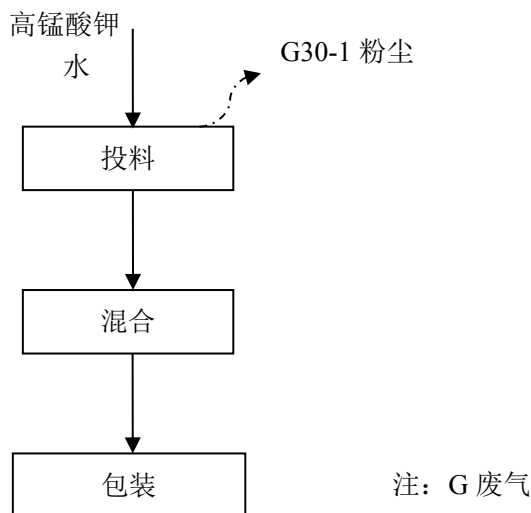 高锰酸钾
水
G30-1 粉尘
投料
混合
包装
注：G 废气